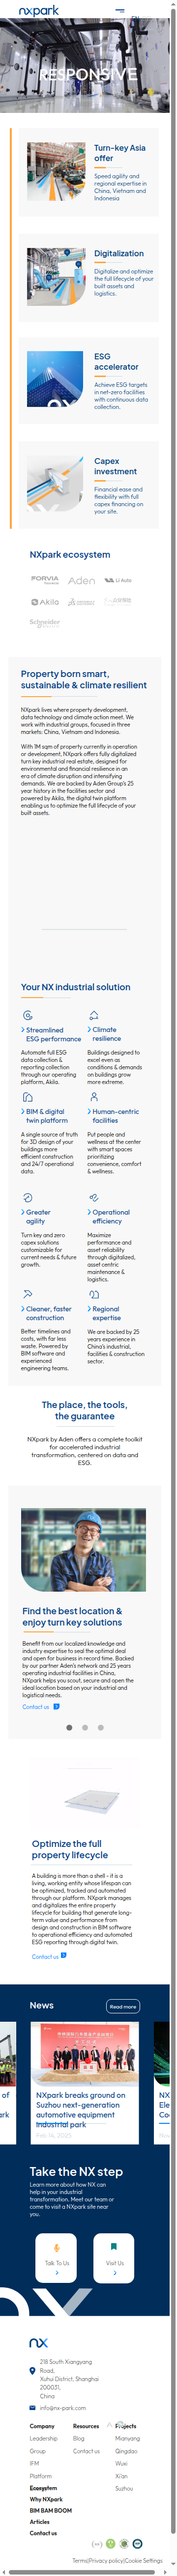 nxpark
EN
RESPONSIVE
Turn-key Asia
offer
Speed agility and
regional expertise in
China, Vietnam and
Indonesia
Digitalization
Digitalize and optimize
the full lifecycle of your
built assets and
logistics.
ESG
accelerator
Achieve ESG targets
in net-zero facilities
with continuous data
collection.
Capex
investment
Financial ease and
flexibility with full
capex financing on
your site.
NXpark ecosystem
FORVIA
Aden
Li Auto
Akila
Schneider
Property born smart,
sustainable & climate resilient
NXpark lives where property development,
data technology and climate action meet. We
work with industrial groups, focused in three
markets: China, Vietnam and Indonesia.
With 1M sqm of property currently in operation
or development, NXpark offers fully digitalized
turn key industrial real estate, designed for
environmental and financial resilience in an
era of climate disruption and intensifying
demands. We are backed by Aden Group's 25
year history in the facilities sector and
powered by Akila, the digital twin platform
enabling us to optimize the full lifecycle of your
built assets.
Your NX industrial solution
Streamlined
ESG performance
Automate full ESG
data collection &
reporting collection
through our operating
platform, Akila.
Climate
resilience
Buildings designed to
excel even as
conditions & demands
on buildings grow
more extreme.
BIM & digital
twin platform
A single source of truth
for 3D design of your
buildings more
efficient construction
and 24/7 operational
data.
Human-centric
facilities
Put people and
wellness at the center
with smart spaces
prioritizing
convenience, comfort
& wellness.
Greater
agility
Turn key and zero
capex solutions
customizable for
current needs & future
growth.
Operational
efficiency
Maximize
performance and
asset reliability
through digitalized,
asset centric
maintenance &
logistics.
Cleaner, faster
construction
Better timelines and
costs, with far less
waste. Powered by
BIM software and
experienced
engineering teams.
Regional
expertise
We are backed by 25
years experience in
China's industrial,
facilities & construction
sector.
The place, the tools,
the guarantee
NXpark by Aden offers a complete toolkit
for accelerated industrial
transformation, centered on data and
ESG.
Find the best location &
enjoy turn key solutions
Benefit from our localized knowledge and
industry expertise to seal the optimal deal
and open for business in record time. Backed
by our partner Aden's network and 25 years
operating industrial facilities in China,
NXpark helps you scout, secure and open the
ideal location based on your industrial and
logistical needs.
Contact us
Optimize the full
property lifecycle
A building is more than a shell – it is a
living, working entity whose lifespan can
be optimized, automated and managed
through our platform. NXpark manages
and digitalizes the entire property
lifecycle for building that generate long-
term value and performance from
design and construction in BIM software
to operational efficiency and automated
ESG reporting through digital twin.
Contact us
News
Read more
NXpark breaks ground on
Suzhou next-generation
automotive equipment
industrial park
Feb 14, 2023
Take the NX step
Learn more about how NX can
help in your industrial
transformation. Meet our team or
come to visit a NXpark site near
you.
Talk To Us
Visit Us
NX
218 South Xiangyang
Road,
Xuhui District, Shanghai
200031,
China
info@nx-park.com
Company
Leadership
Group
IFM
Platform
Ecosystem
Why NXpark
BIM BAM BOOM
Articles
Contact us
Resources
Blog
Contact us
Projects
Mianyang
Qingdao
Wuxi
Xi'an
Suzhou
Terms|Privacy policy|Cookie Settings